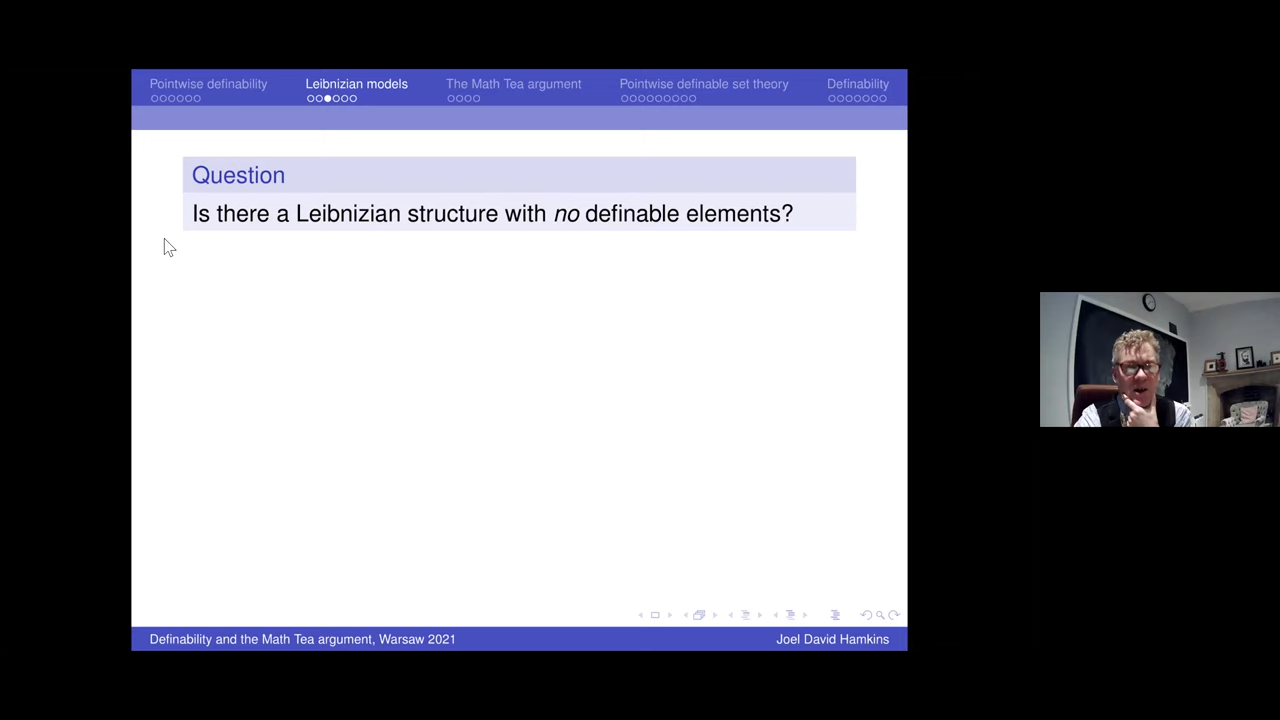 Pointwise definability Leibnizian models The Math Tea argument Pointwise definable set theory Definability
Question
Is there a Leibnizian structure with no definable elements?
Definability and the Math Tea argument, Warsaw 2021 Joel David Hamkins